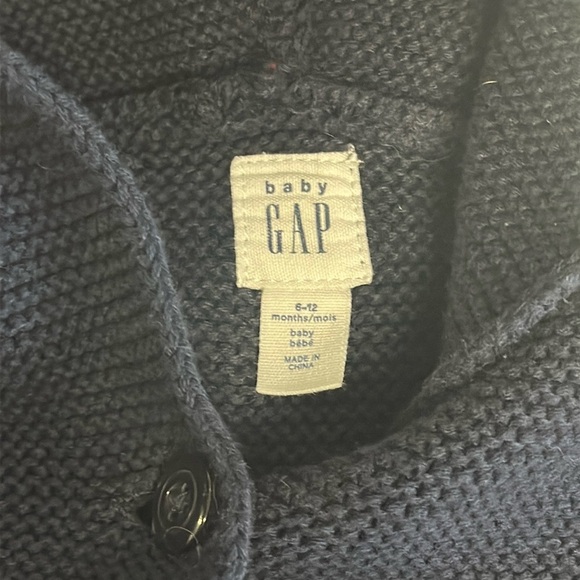 baby
GAP
6-12
months/mois
baby
bébé
MADE IN
CHINA